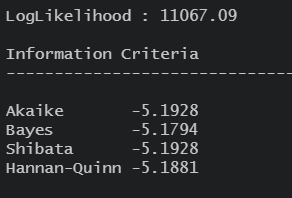 LogLikelihood : 11067.09
Information Criteria
------------------------------
Akaike       -5.1928
Bayes        -5.1794
Shibata      -5.1928
Hannan-Quinn -5.1881